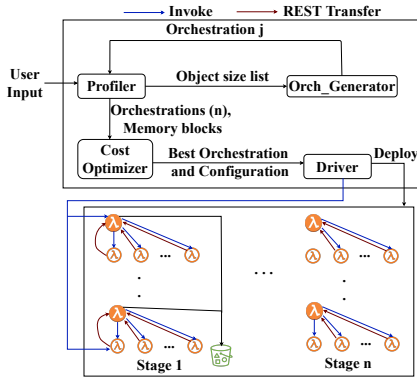 Invoke
REST Transfer
Orchestration j
User
Input
Profiler
Object size list
Orch_Generator
Orchestrations (n),
Memory blocks
Cost
Optimizer
Best Orchestration
and Configuration
Driver
Deploy
λ λ
λ λ ... λ λ λ ... λ
...
λ λ
λ λ ... λ λ λ ... λ
Stage 1
Stage n